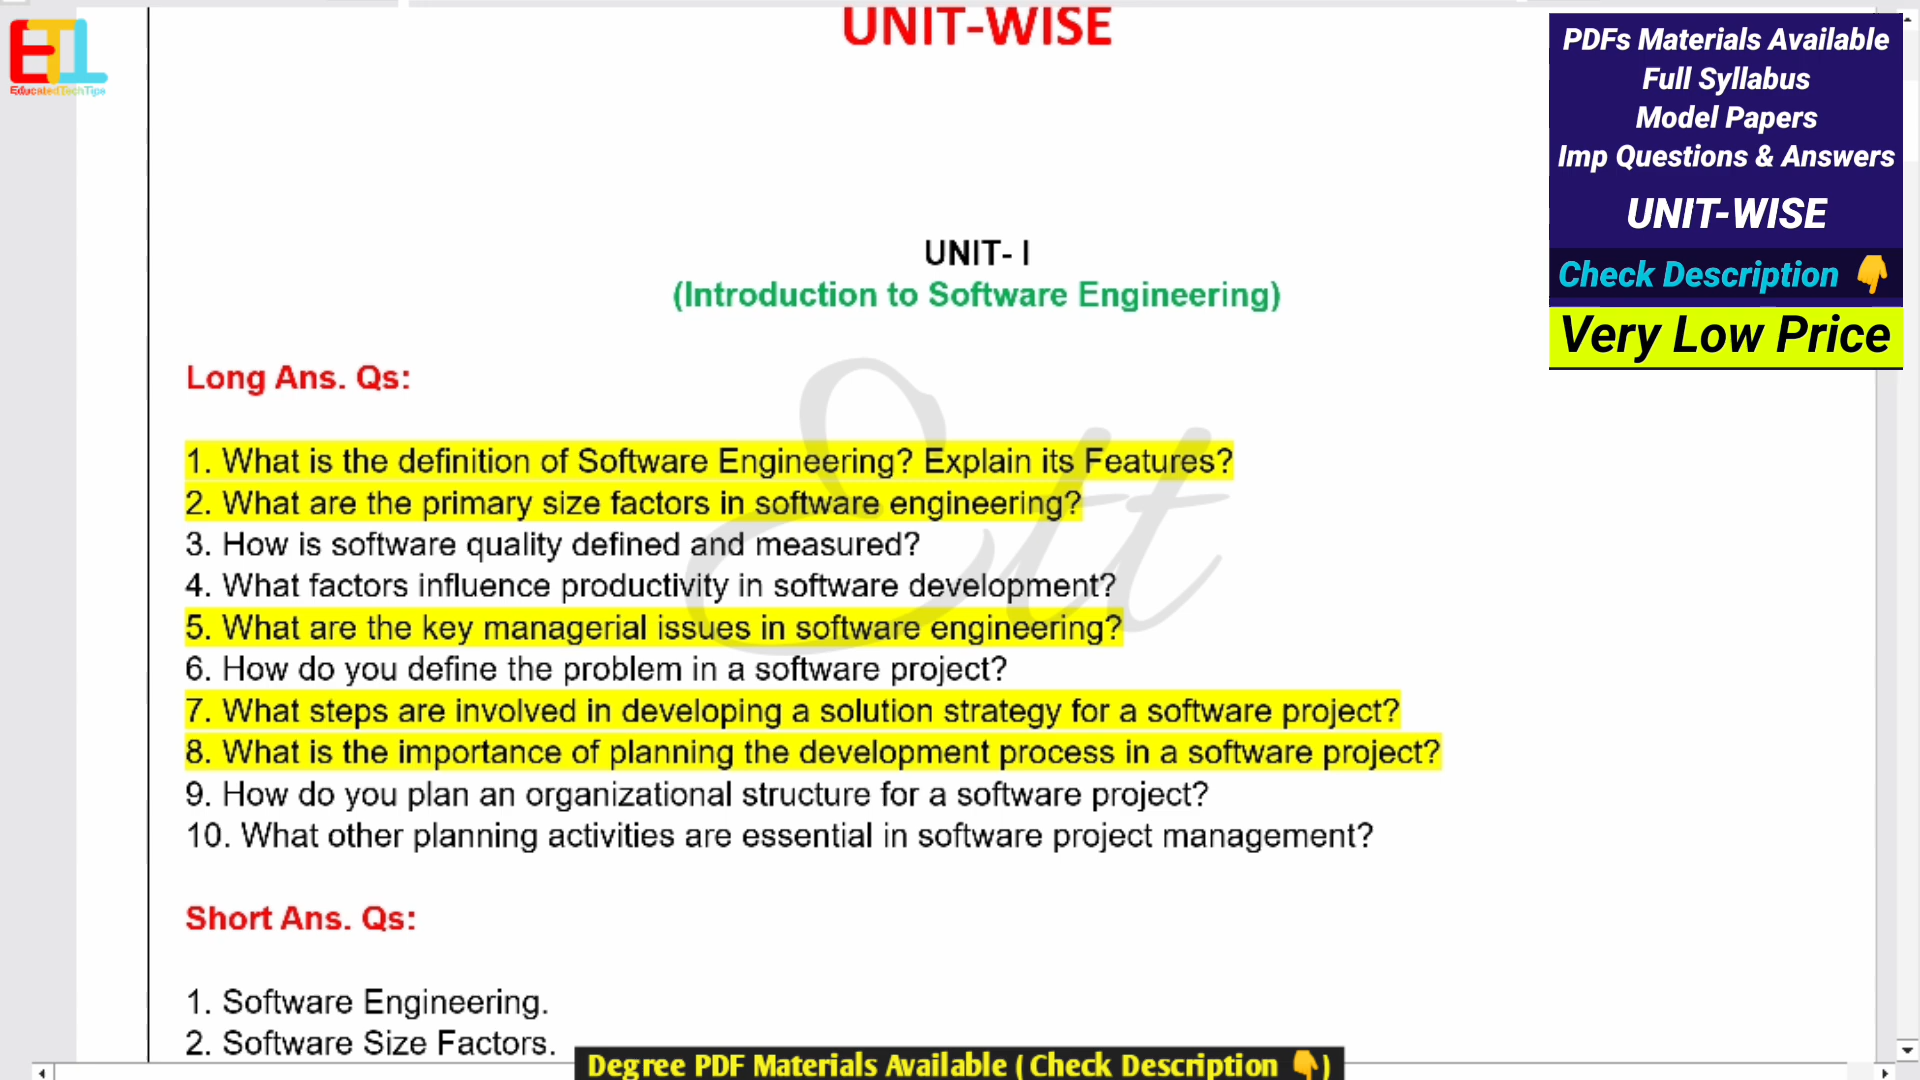 UNIT-WISE
ETT
EducatedTechTips
PDFs Materials Available
Full Syllabus
Model Papers
Imp Questions & Answers
UNIT-WISE
Check Description 👇
Very Low Price
UNIT- I
(Introduction to Software Engineering)
Long Ans. Qs:
Ett
1. What is the definition of Software Engineering? Explain its Features?
2. What are the primary size factors in software engineering?
3. How is software quality defined and measured?
4. What factors influence productivity in software development?
5. What are the key managerial issues in software engineering?
6. How do you define the problem in a software project?
7. What steps are involved in developing a solution strategy for a software project?
8. What is the importance of planning the development process in a software project?
9. How do you plan an organizational structure for a software project?
10. What other planning activities are essential in software project management?
Short Ans. Qs:
1. Software Engineering.
2. Software Size Factors.
Degree PDF Materials Available ( Check Description 👇)